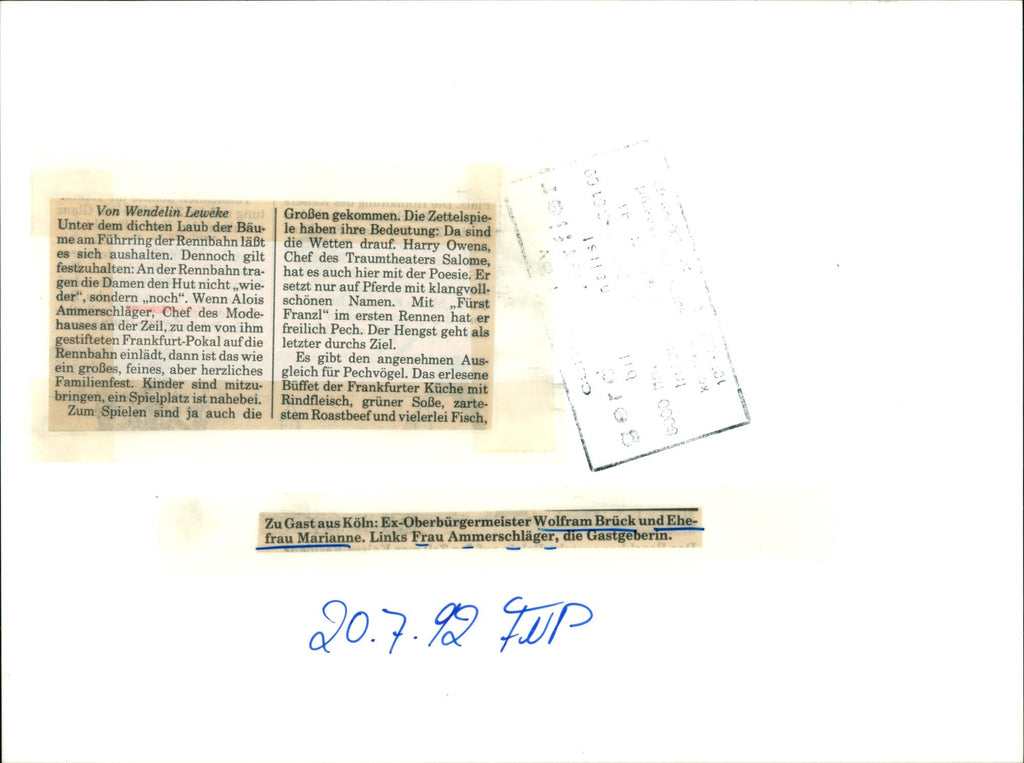 Von Wendelin Leweke
Unter dem dichten Laub der Bäu-
me am Führring der Rennbahn läßt
es sich aushalten. Dennoch gilt
festzuhalten: An der Rennbahn tra-
gen die Damen den Hut nicht „wie-
der“, sondern „noch“. Wenn Alois
Ammerschläger, Chef des Mode-
hauses an der Zeil, zu dem von ihm
gestifteten Frankfurt-Pokal auf die
Rennbahn einlädt, dann ist das wie
ein großes, feines, aber herzliches
Familienfest. Kinder sind mitzu-
bringen, ein Spielplatz ist nahebei.
Zum Spielen sind ja auch die
Großen gekommen. Die Zettelspie-
le haben ihre Bedeutung: Da sind
die Wetten drauf. Harry Owens,
Chef des Traumtheaters Salome,
hat es auch hier mit der Poesie. Er
setzt nur auf Pferde mit klangvoll-
schönen Namen. Mit „Fürst
Franzl“ im ersten Rennen hat er
freilich Pech. Der Hengst geht als
letzter durchs Ziel.
Es gibt den angenehmen Aus-
gleich für Pechvögel. Das erlesene
Büffet der Frankfurter Küche mit
Rindfleisch, grüner Soße, zarte-
stem Roastbeef und vielerlei Fisch,
Zu Gast aus Köln: Ex-Oberbürgermeister Wolfram Brück und Ehe-
frau Marianne. Links Frau Ammerschläger, die Gastgeberin.
20.7.92 FNP